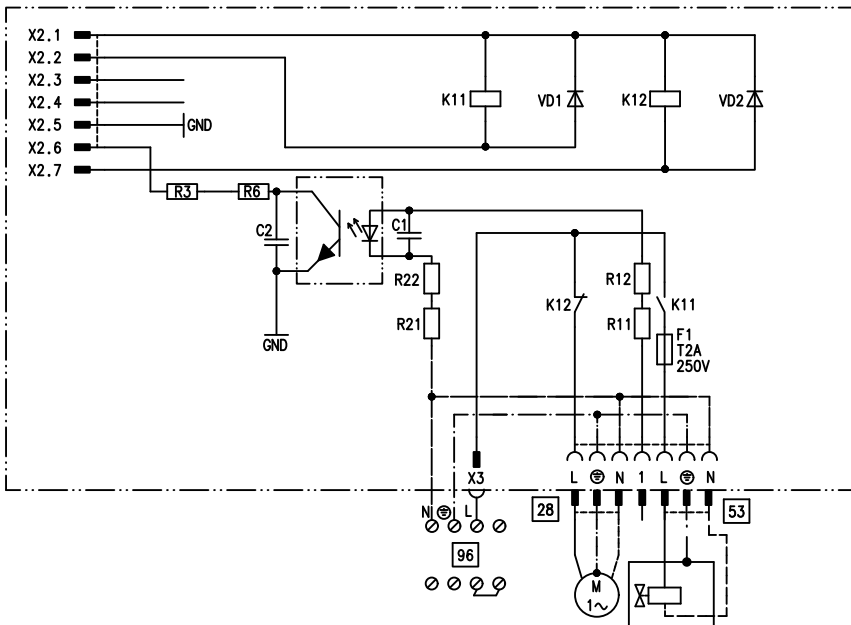 X2.1
X2.2
X2.3
X2.4
X2.5
X2.6
X2.7
K11
VD1
K12
VD2
GND
R3
R6
C2
C1
R22
R12
K12
K11
R21
R11
F1
T2A
250V
GND
X3
L
N
1
L
N
N
L
28
53
96
M
1~